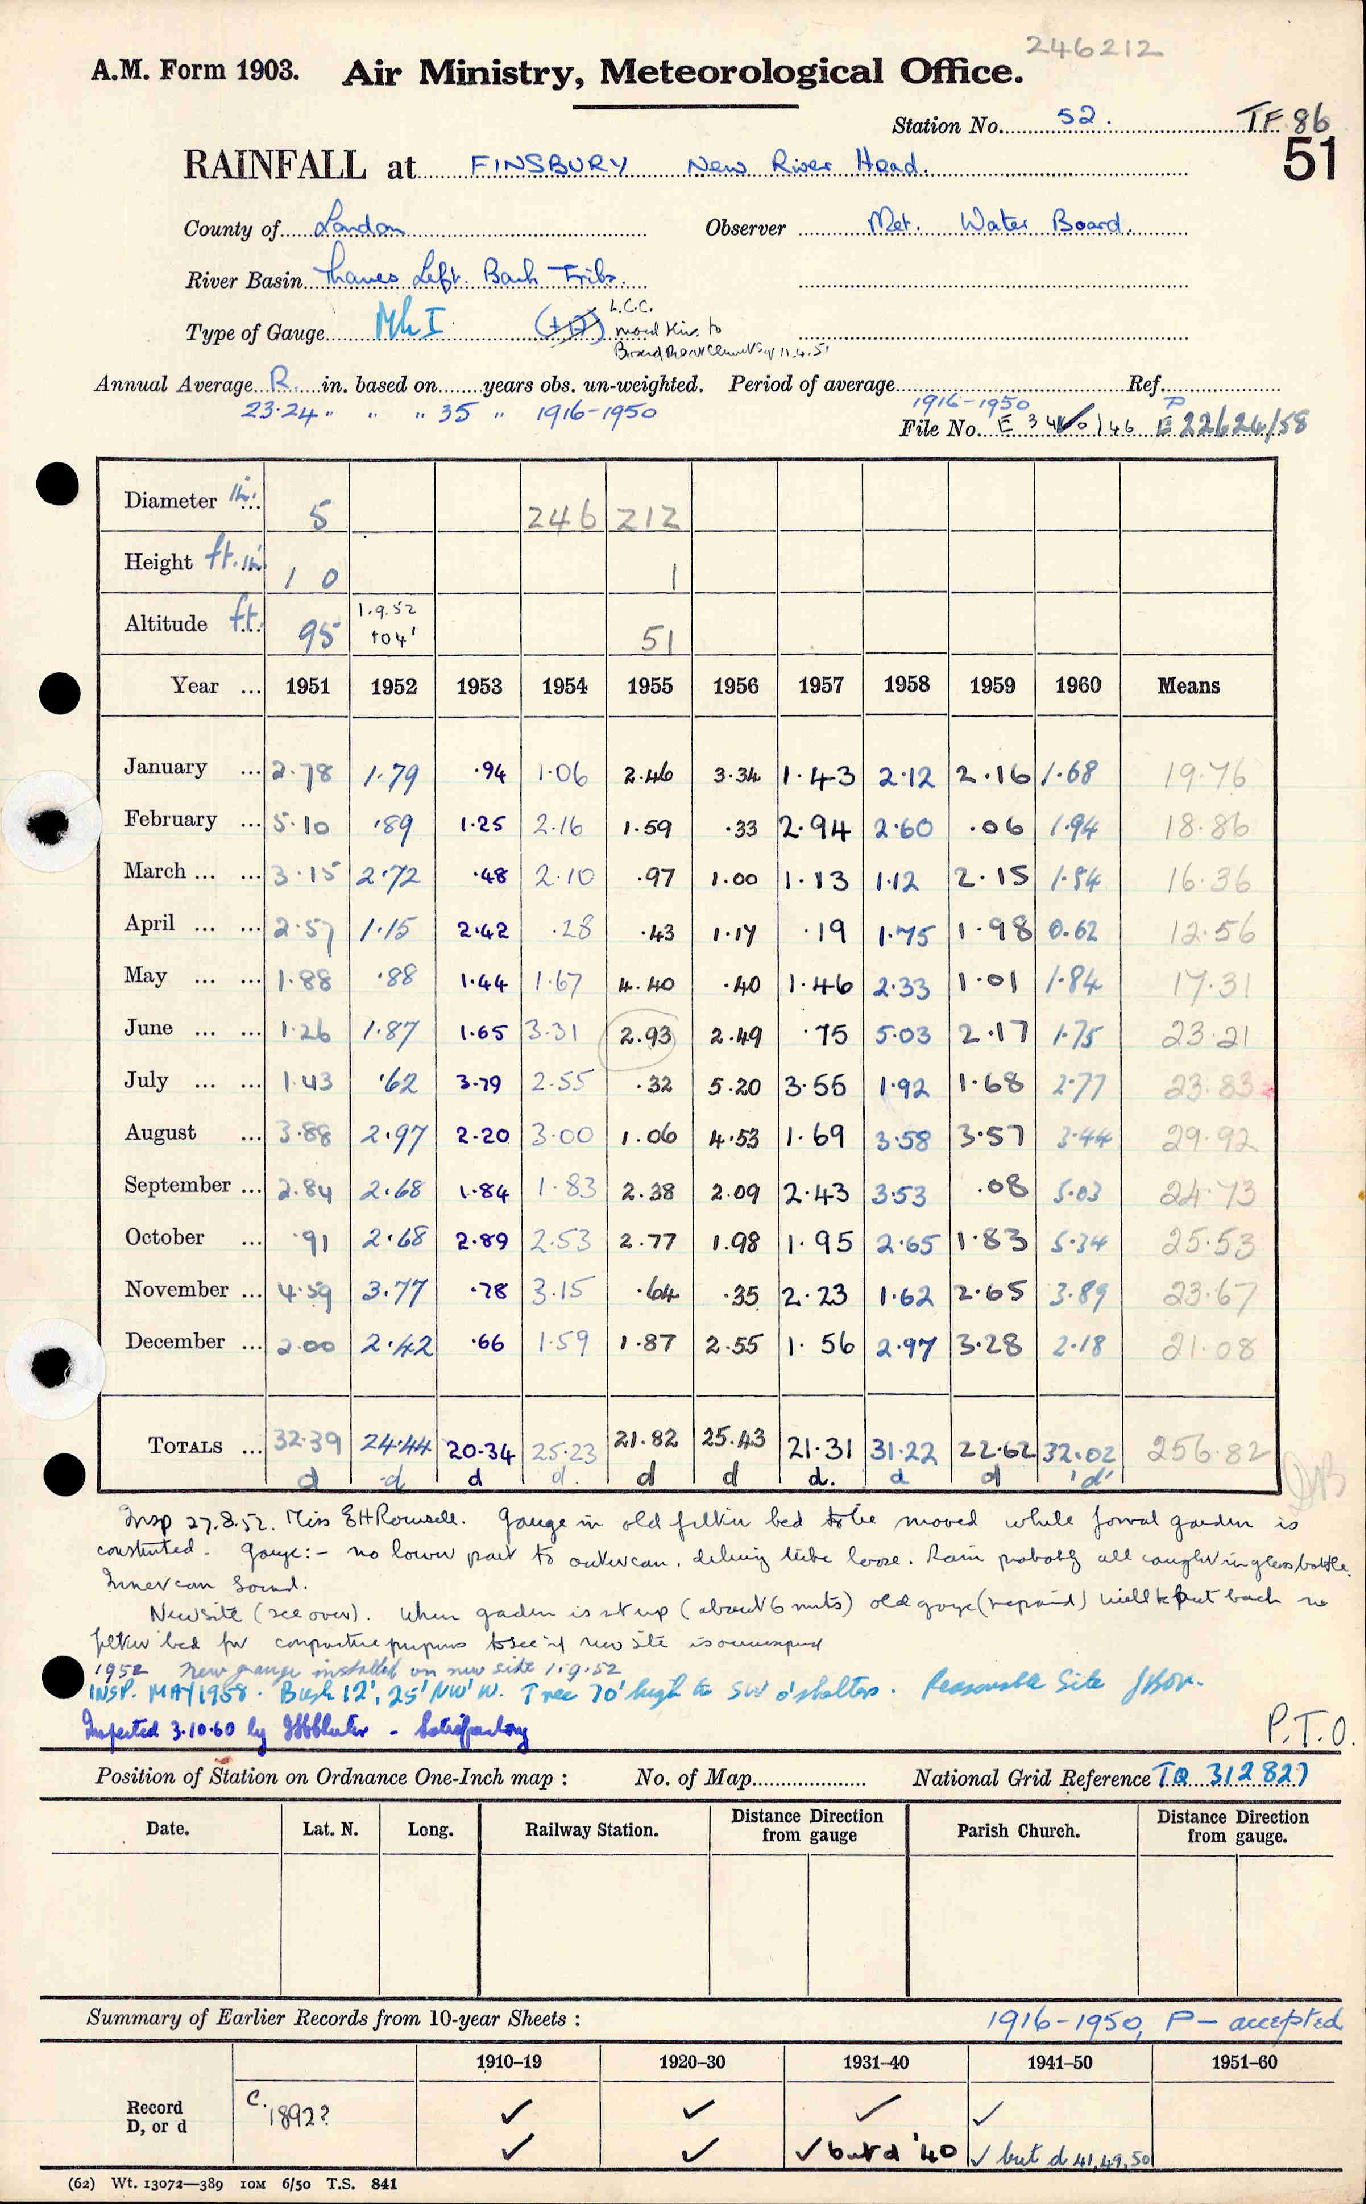 246212
A.M. Form 1903. Air Ministry, Meteorological Office.
Station No. 52. TF 86
51
RAINFALL at FINSBURY New River Head.
County of London Observer Met. Water Board.
River Basin Thames Left Bank Tribs.
Type of Gauge Mk I L.C.C.
Annual Average R. in. based on years obs. un-weighted. Period of average 1916-1950 Ref. P
23.24 " " " 35 " 1916-1950
File No. E 22624/58
Diameter in. 5 246 212
Height ft. in. 1 0 1
Altitude ft. 95 1.9.52 104' 51
Year ... 1951 1952 1953 1954 1955 1956 1957 1958 1959 1960 Means
January ... 2.78 1.79 .94 1.06 2.46 3.34 1.43 2.12 2.16 1.68 19.76
February ... 5.10 .89 1.25 2.16 1.59 .33 2.94 2.60 .06 1.94 18.86
March ... ... 3.15 2.72 .48 2.10 .97 1.00 1.13 1.12 2.15 1.54 16.36
April ... ... 2.57 1.15 2.42 .28 .43 1.17 .19 1.75 1.98 0.62 12.56
May ... ... 1.88 .88 1.44 1.67 4.40 .40 1.46 2.33 1.01 1.84 17.31
June ... ... 1.26 1.87 1.65 3.31 2.93 2.49 .75 5.03 2.17 1.75 23.21
July ... ... 1.43 .62 3.79 2.55 .32 5.20 3.55 1.92 1.68 2.77 23.83
August ... 3.88 2.97 2.20 3.00 1.06 4.53 1.69 3.58 3.57 3.44 29.92
September ... 2.84 2.68 1.84 1.83 2.38 2.09 2.43 3.53 .08 5.03 24.73
October ... .91 2.68 2.89 2.53 2.77 1.98 1.95 2.65 1.83 5.34 25.53
November ... 4.59 3.77 .78 3.15 .64 .35 2.23 1.62 2.65 3.89 23.67
December ... 2.00 2.42 .66 1.59 1.87 2.55 1.56 2.97 3.28 2.18 21.08
TOTALS ... 32.39 24.44 20.34 25.23 21.82 25.43 21.31 31.22 22.62 32.02 256.82
d d d d. d d d. d d 'd'
Insp 27.8.52. Miss E H Rowsell. Gauge in old filter bed to be moved while formal garden is
constructed. Gauge:- no lower part to outer can, delivery tube loose. Rain probably all caught in glass bottle.
Inner can sound.
New site (see over). When garden is set up (about 6 mnts) old gauge (repaired) will be put back in
filter bed for comparative purposes to see if new site is
1952 New gauge installed on new site 1.9.52
INSP. MAY 1958. Bush 12', 25' NW'W. Tree 70' high to SW o'shelters. Reasonable Site
Inspected 3.10.60 by - Satisfactory
P.T.O.
Position of Station on Ordnance One-Inch map : No. of Map National Grid Reference TQ 312 827
Date. Lat. N. Long. Railway Station. Distance from gauge Direction Parish Church. Distance from gauge. Direction
Summary of Earlier Records from 10-year Sheets : 1916-1950, P - accepted
1910-19 1920-30 1931-40 1941-50 1951-60
Record c. 1892? ✓ ✓ ✓ ✓
D, or d ✓ ✓ ✓ but d '40 ✓ but d 41,49,50
(62) Wt. 13072—389 10M 6/50 T.S. 841